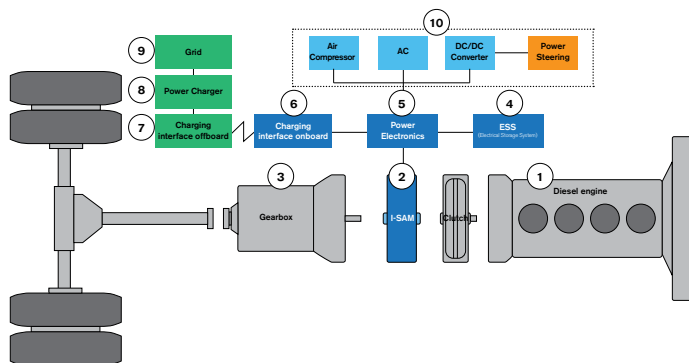 10
9
Grid
Air
Compressor
AC
DC/DC
Converter
Power
Steering
8
Power Charger
6
5
4
7
Charging
interface offboard
Charging
interface onboard
Power
Electronics
ESS
(Electrical Storage System)
3
2
1
Diesel engine
Gearbox
I-SAM
Clutch